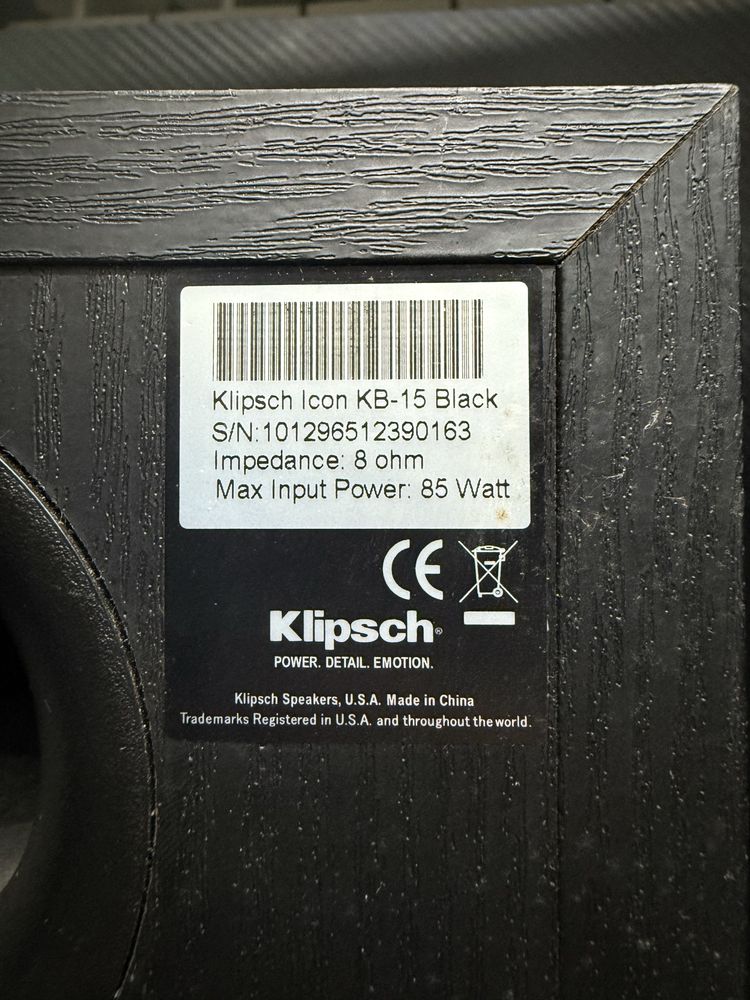 Klipsch Icon KB-15 Black
S/N:101296512390163
Impedance: 8 ohm
Max Input Power: 85 Watt
CE
Klipsch®
POWER. DETAIL. EMOTION.
Klipsch Speakers, U.S.A. Made in China
Trademarks Registered in U.S.A. and throughout the world.